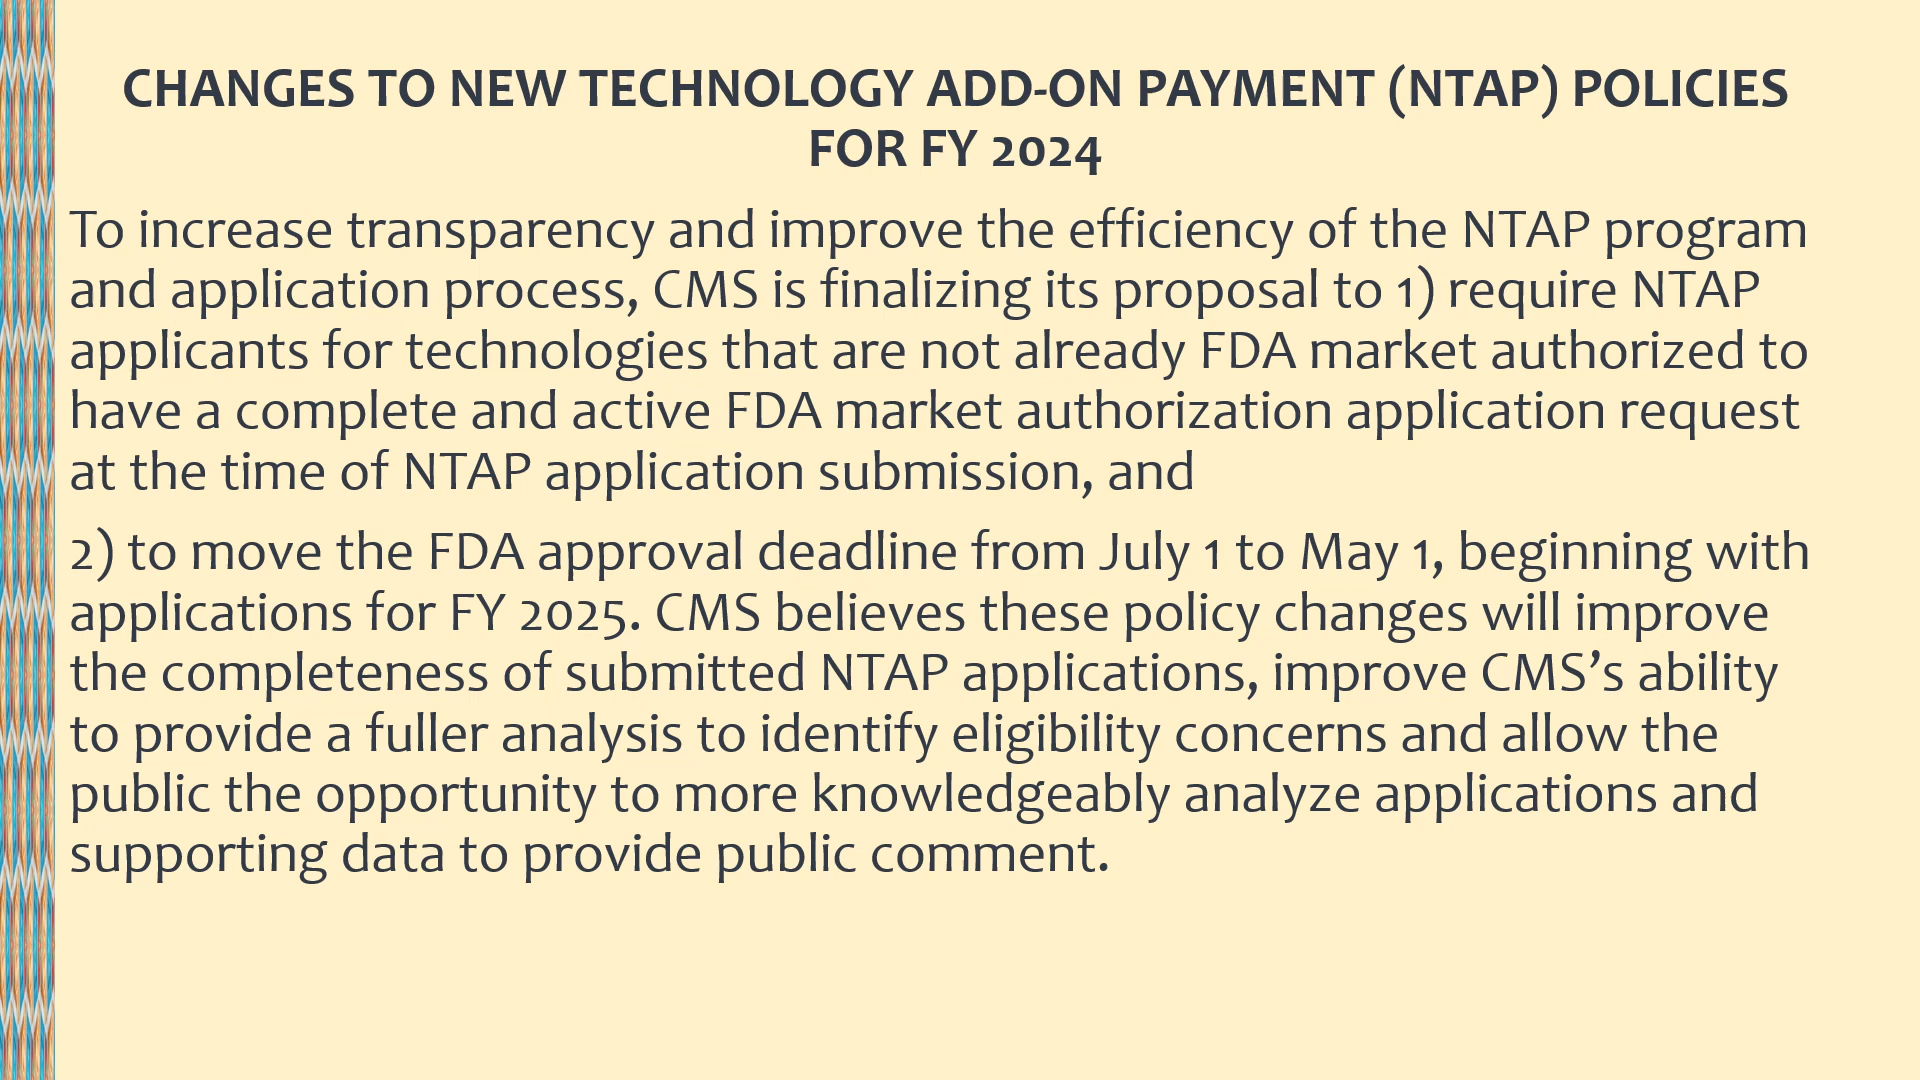 CHANGES TO NEW TECHNOLOGY ADD-ON PAYMENT (NTAP) POLICIES
FOR FY 2024
To increase transparency and improve the efficiency of the NTAP program
and application process, CMS is finalizing its proposal to 1) require NTAP
applicants for technologies that are not already FDA market authorized to
have a complete and active FDA market authorization application request
at the time of NTAP application submission, and
2) to move the FDA approval deadline from July 1 to May 1, beginning with
applications for FY 2025. CMS believes these policy changes will improve
the completeness of submitted NTAP applications, improve CMS’s ability
to provide a fuller analysis to identify eligibility concerns and allow the
public the opportunity to more knowledgeably analyze applications and
supporting data to provide public comment.